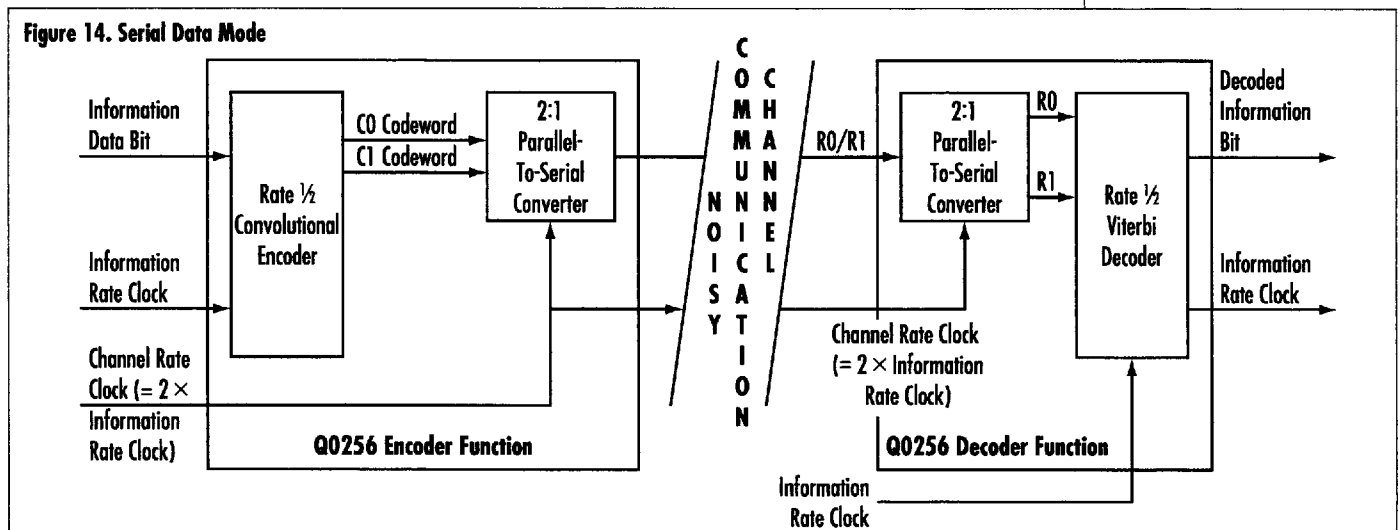 Figure 14. Serial Data Mode
Information
Data Bit
Information
Rate Clock
Channel Rate
Clock (= 2 ×
Information
Rate Clock)
Rate ½
Convolutional
Encoder
C0 Codeword
C1 Codeword
2:1
Parallel-
To-Serial
Converter
Q0256 Encoder Function
NOISY
COMMUNICATION
CHANNEL
R0/R1
2:1
Parallel-
To-Serial
Converter
R0
R1
Rate ½
Viterbi
Decoder
Channel Rate Clock
(= 2 × Information
Rate Clock)
Q0256 Decoder Function
Information
Rate Clock
Decoded
Information
Bit
Information
Rate Clock